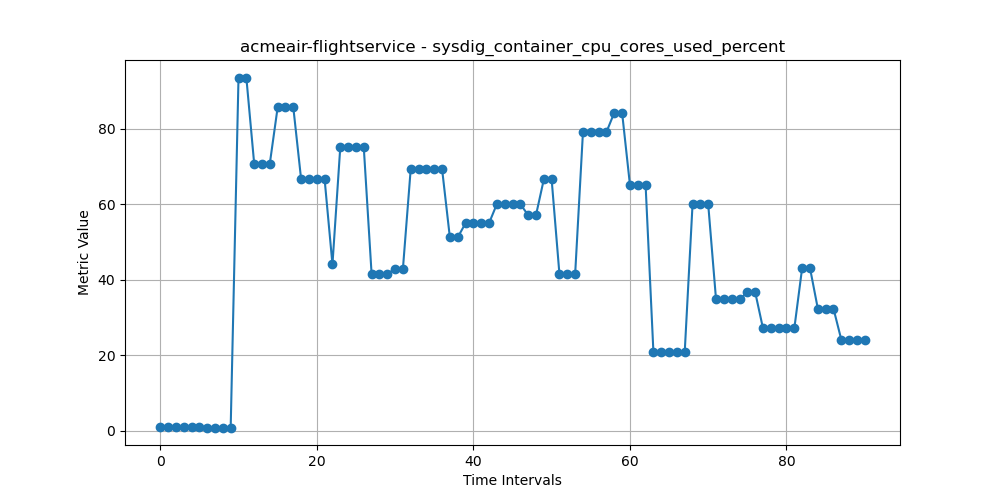 acmeair-flightservice - sysdig_container_cpu_cores_used_percent
Metric Value
80
60
40
20
0
0 20 40 60 80
Time Intervals